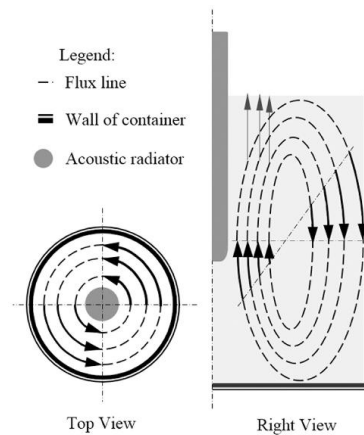 Legend:
Flux line
Wall of container
Acoustic radiator
Top View
Right View